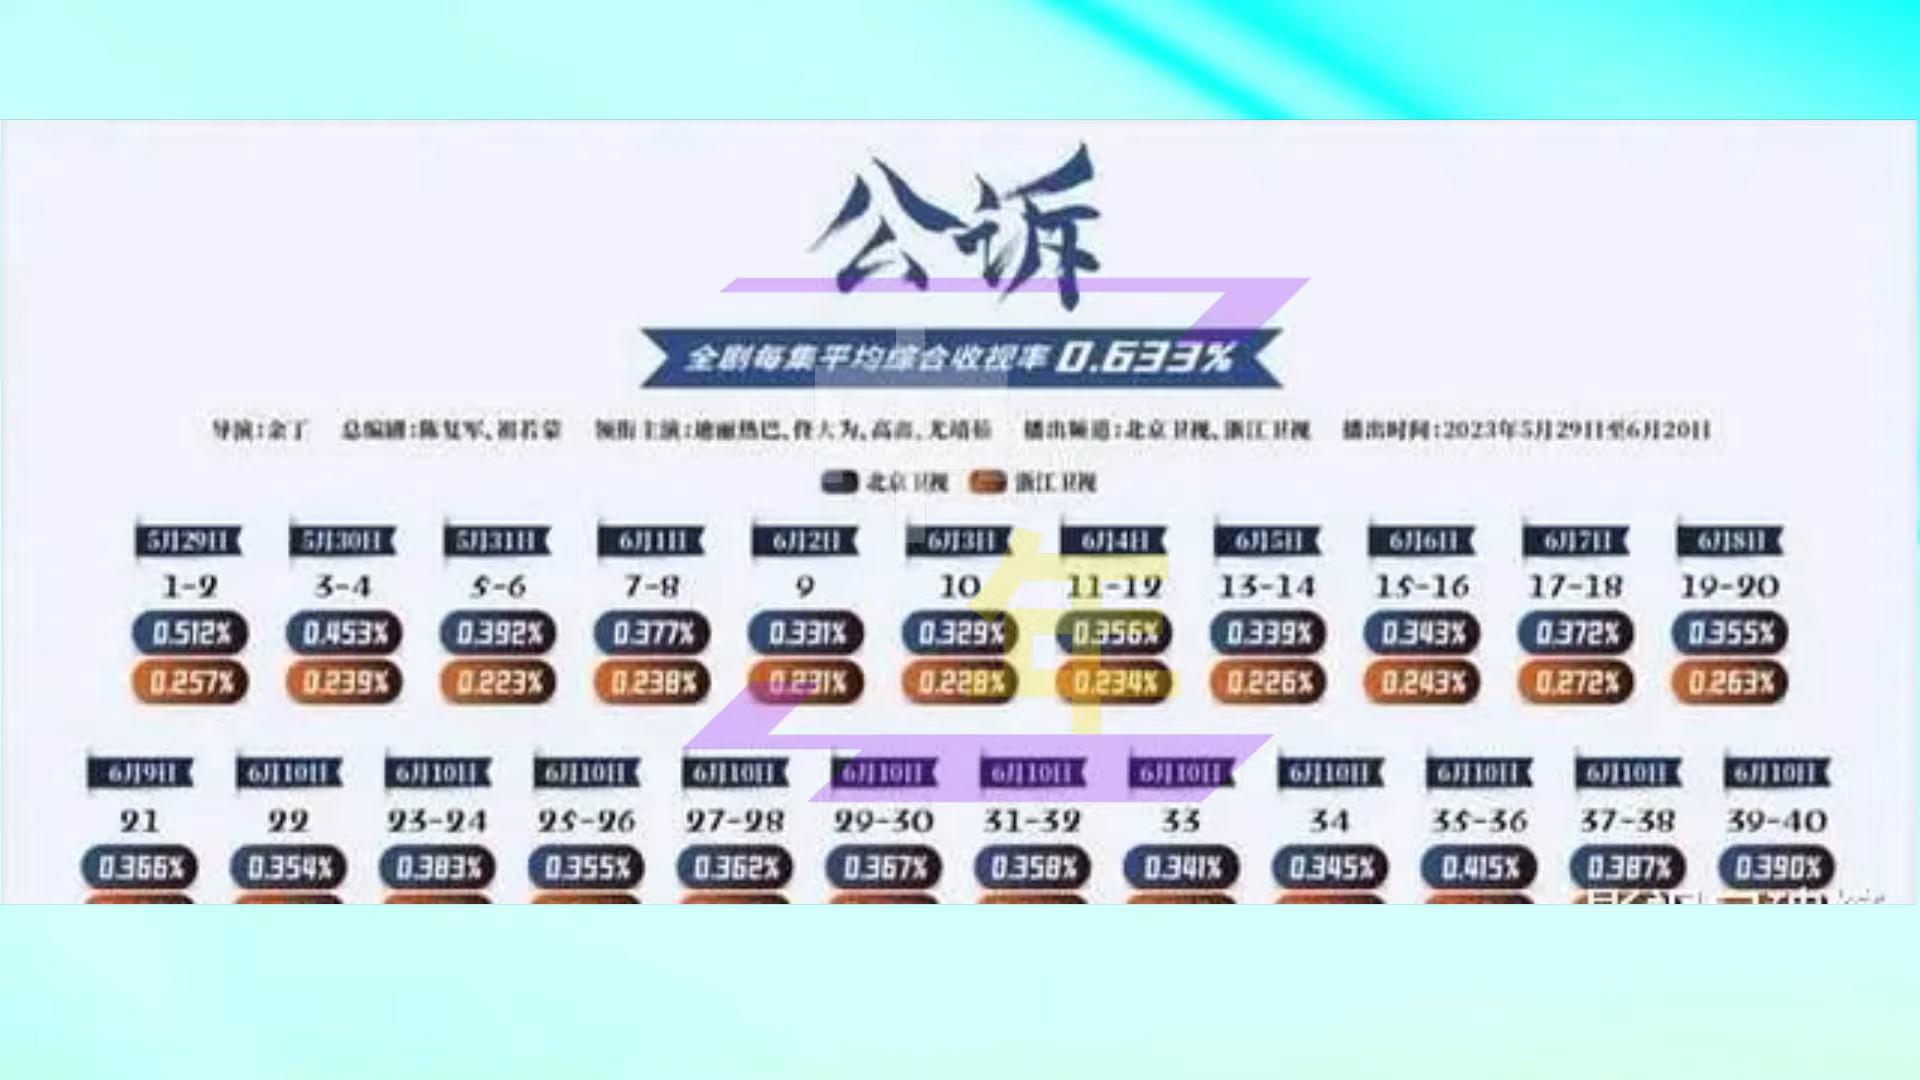 公诉
全剧每集平均综合收视率 0.633%
导演:金丁 总编剧:陈复军、祖若蒙 领衔主演:迪丽热巴、佟大为、高鑫、尤靖茹 播出频道:北京卫视、浙江卫视 播出时间:2023年5月29日至6月20日
北京卫视 浙江卫视
5月29日 5月30日 5月31日 6月1日 6月2日 6月3日 6月4日 6月5日 6月6日 6月7日 6月8日
1-2 3-4 5-6 7-8 9 10 11-12 13-14 15-16 17-18 19-20
0.512% 0.453% 0.392% 0.377% 0.331% 0.329% 0.356% 0.339% 0.343% 0.372% 0.355%
0.257% 0.239% 0.223% 0.238% 0.231% 0.228% 0.234% 0.226% 0.243% 0.272% 0.263%
6月9日 6月10日 6月10日 6月10日 6月10日 6月10日 6月10日 6月10日 6月10日 6月10日 6月10日 6月10日
21 22 23-24 25-26 27-28 29-30 31-32 33 34 35-36 37-38 39-40
0.366% 0.354% 0.383% 0.355% 0.362% 0.367% 0.358% 0.341% 0.345% 0.415% 0.387% 0.390%